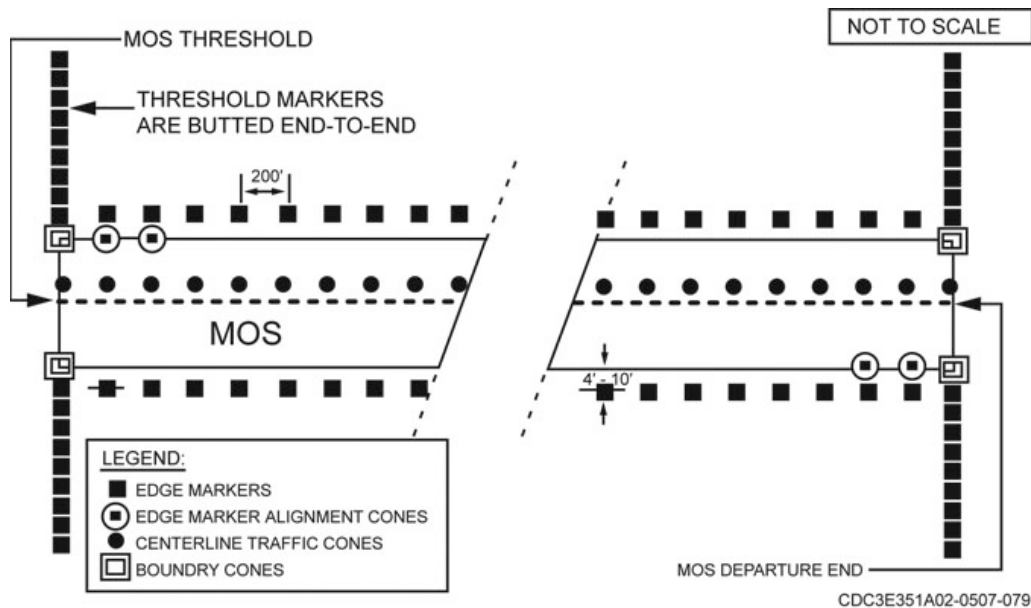 MOS THRESHOLD
NOT TO SCALE
THRESHOLD MARKERS
ARE BUTTED END-TO-END
200'
MOS
4' - 10'
LEGEND:
EDGE MARKERS
EDGE MARKER ALIGNMENT CONES
CENTERLINE TRAFFIC CONES
BOUNDRY CONES
MOS DEPARTURE END
CDC3E351A02-0507-079